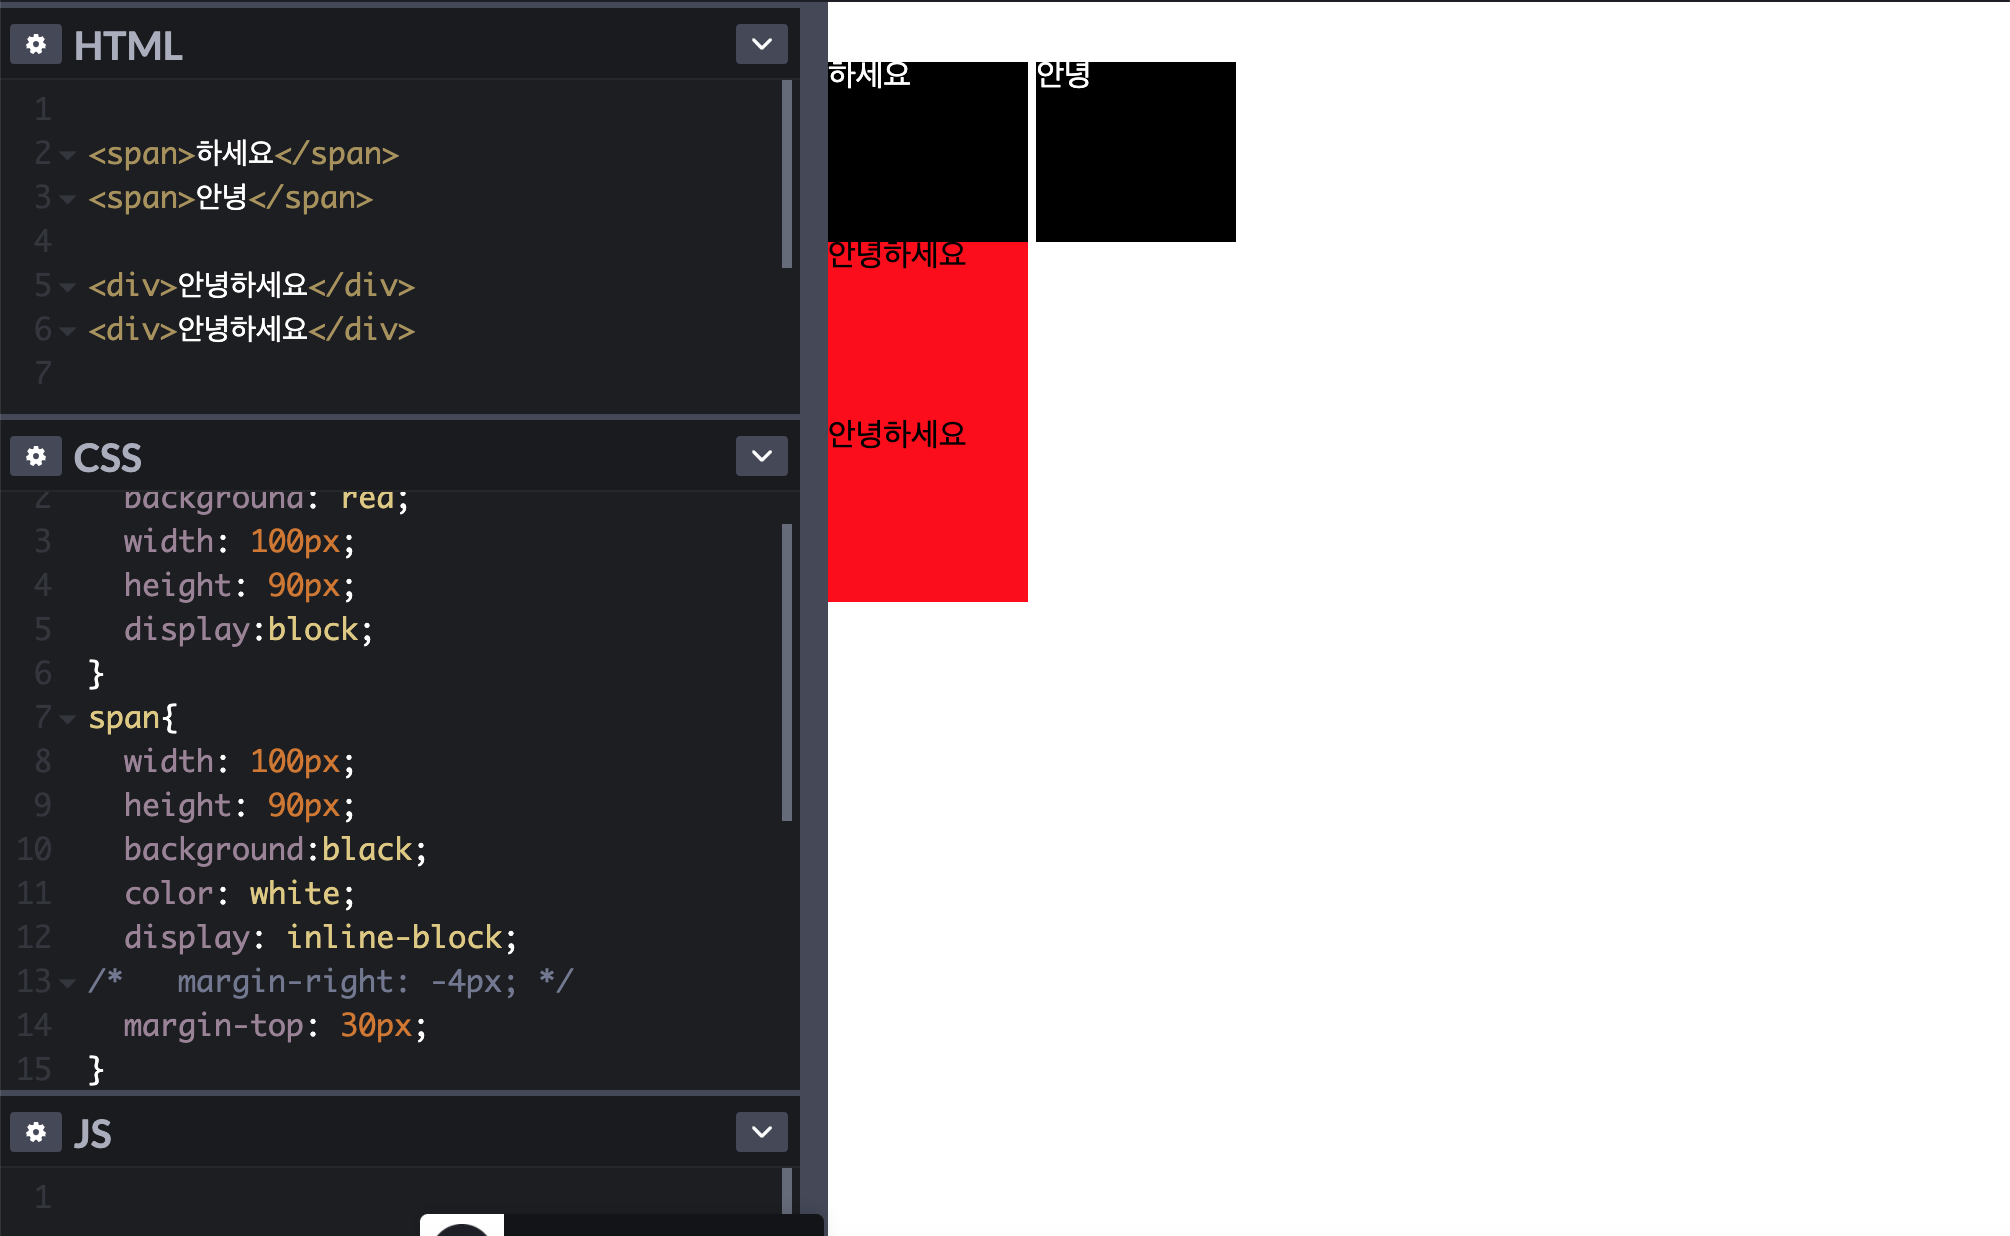 HTML
1
2 <span>하세요</span>
3 <span>안녕</span>
4
5 <div>안녕하세요</div>
6 <div>안녕하세요</div>
7
CSS
2 background: red;
3 width: 100px;
4 height: 90px;
5 display:block;
6 }
7 span{
8 width: 100px;
9 height: 90px;
10 background:black;
11 color: white;
12 display: inline-block;
13 /* margin-right: -4px; */
14 margin-top: 30px;
15 }
JS
1
하세요 안녕
안녕하세요
안녕하세요